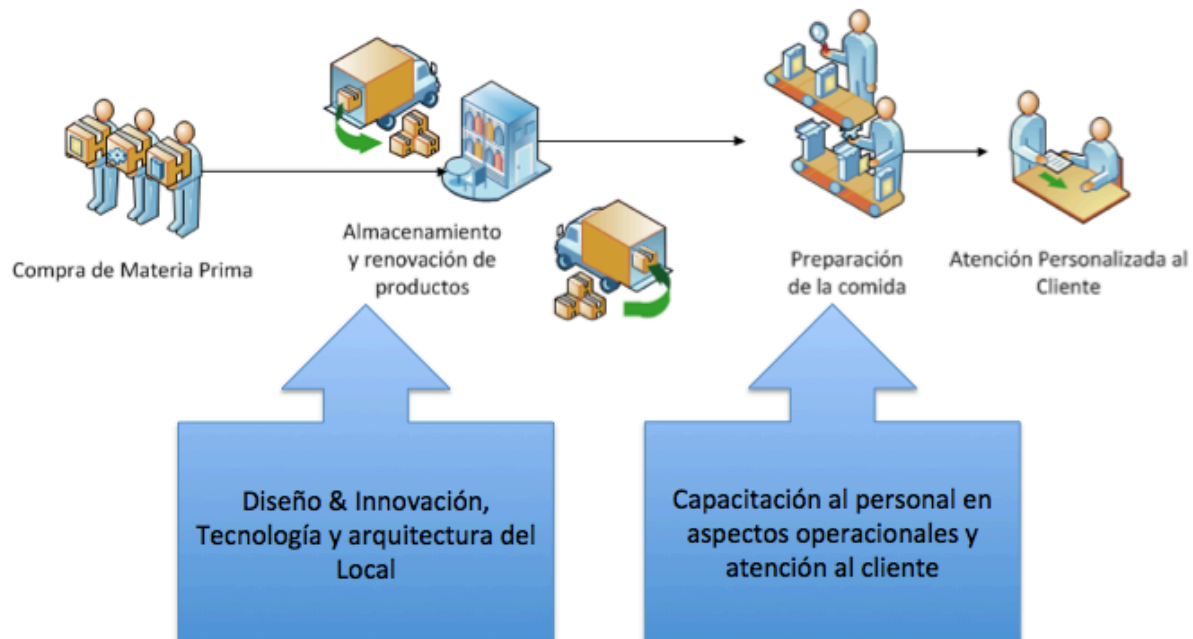 Compra de Materia Prima
Almacenamiento
y renovación de
productos
Preparación
de la comida
Atención Personalizada al
Cliente
Diseño & Innovación,
Tecnología y arquitectura del
Local
Capacitación al personal en
aspectos operacionales y
atención al cliente